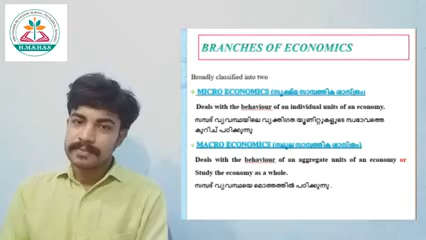 H.M.S.H.S.S
BRANCHES OF ECONOMICS
Broadly classified into two
MICRO ECONOMICS (സൂക്ഷ്മ സാമ്പത്തിക ശാസ്ത്രം)
Deals with the behaviour of an individual units of an economy.
സമ്പദ് വ്യവസ്ഥയിലെ വ്യക്തിഗത യൂണിറ്റുകളുടെ സ്വഭാവത്തെ
കുറിച് പഠിക്കുന്നു
MACRO ECONOMICS (സ്ഥൂല സാമ്പത്തിക ശാസ്ത്രം)
Deals with the behaviour of an aggregate units of an economy or
Study the economy as a whole.
സമ്പദ് വ്യവസ്ഥയെ മൊത്തത്തിൽ പഠിക്കുന്നു .